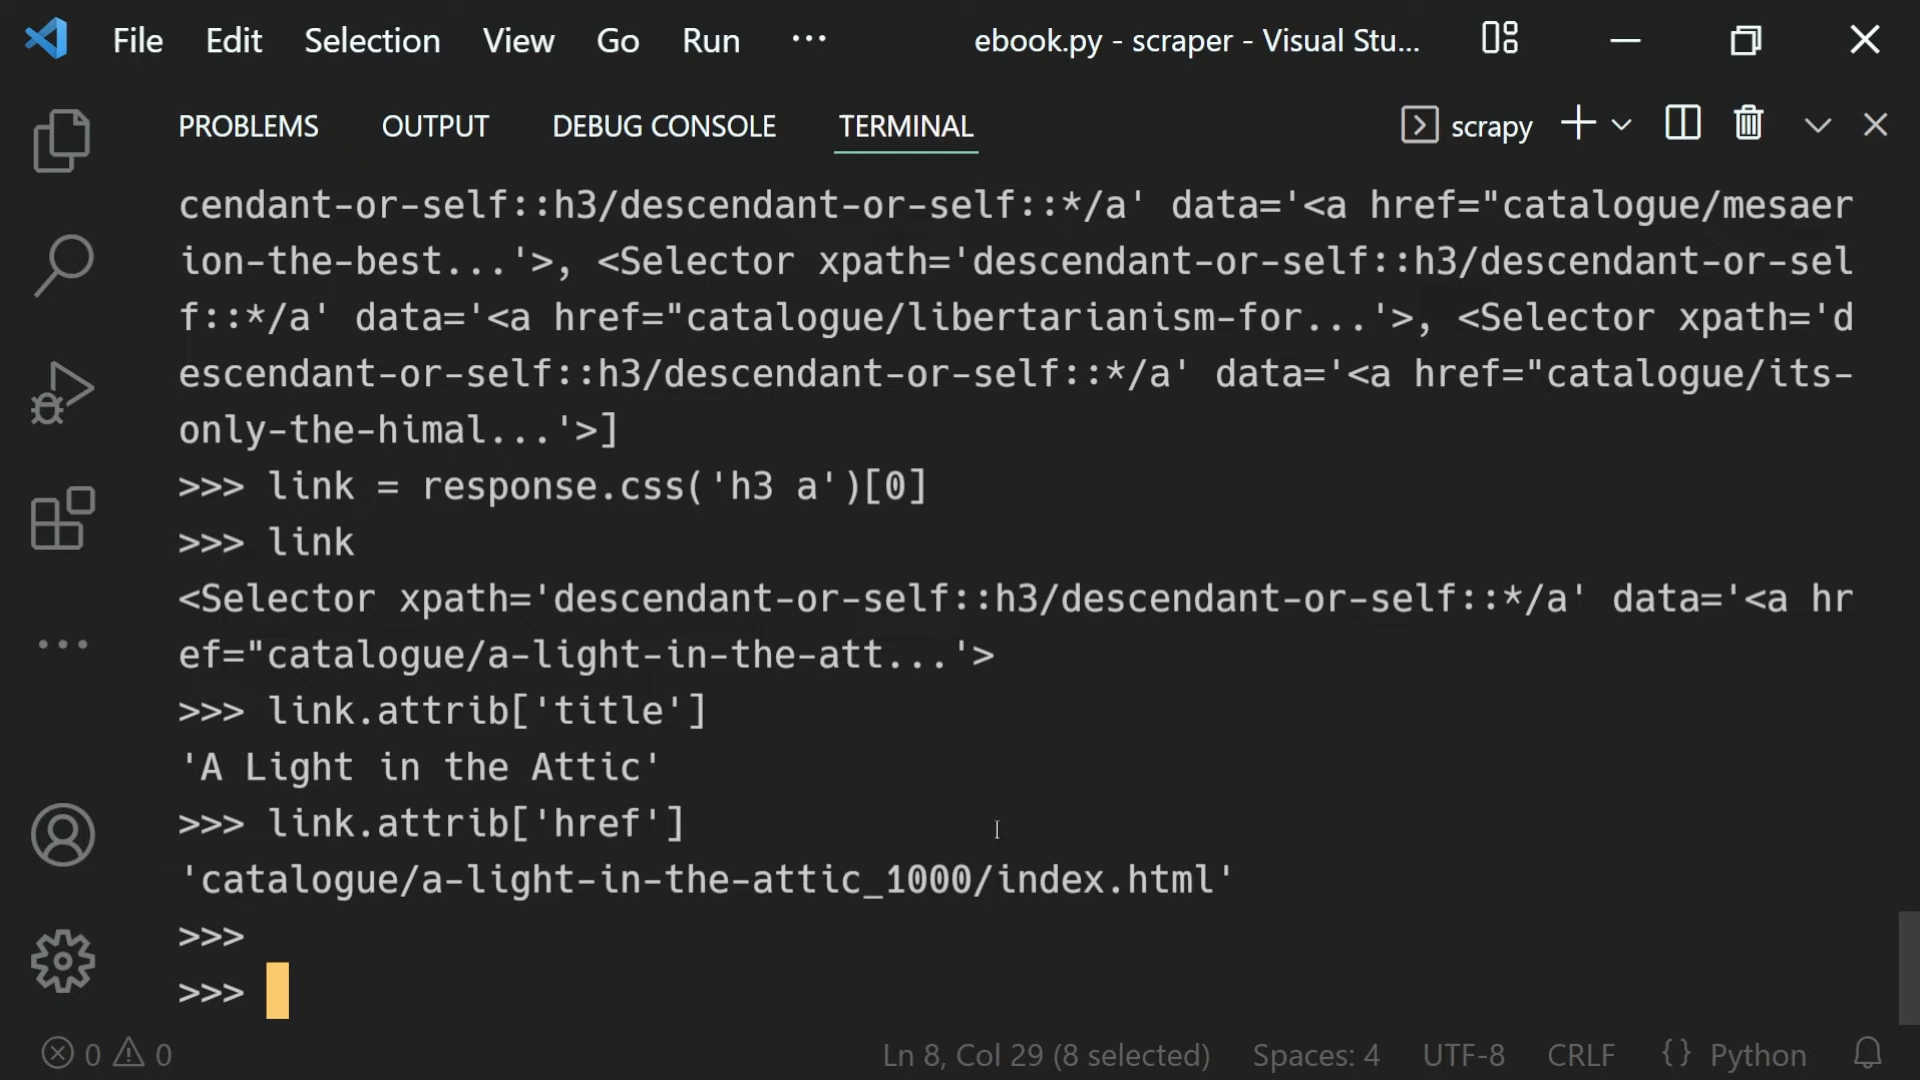 File Edit Selection View Go Run ··· ebook.py - scraper - Visual Stu...
PROBLEMS OUTPUT DEBUG CONSOLE TERMINAL scrapy
cendant-or-self::h3/descendant-or-self::*/a' data='<a href="catalogue/mesaer
ion-the-best...'>, <Selector xpath='descendant-or-self::h3/descendant-or-sel
f::*/a' data='<a href="catalogue/libertarianism-for...'>, <Selector xpath='d
escendant-or-self::h3/descendant-or-self::*/a' data='<a href="catalogue/its-
only-the-himal...'>]
>>> link = response.css('h3 a')[0]
>>> link
<Selector xpath='descendant-or-self::h3/descendant-or-self::*/a' data='<a hr
ef="catalogue/a-light-in-the-att...'>
>>> link.attrib['title']
'A Light in the Attic'
>>> link.attrib['href']
'catalogue/a-light-in-the-attic_1000/index.html'
>>>
>>>
0 0 Ln 8, Col 29 (8 selected) Spaces: 4 UTF-8 CRLF {} Python